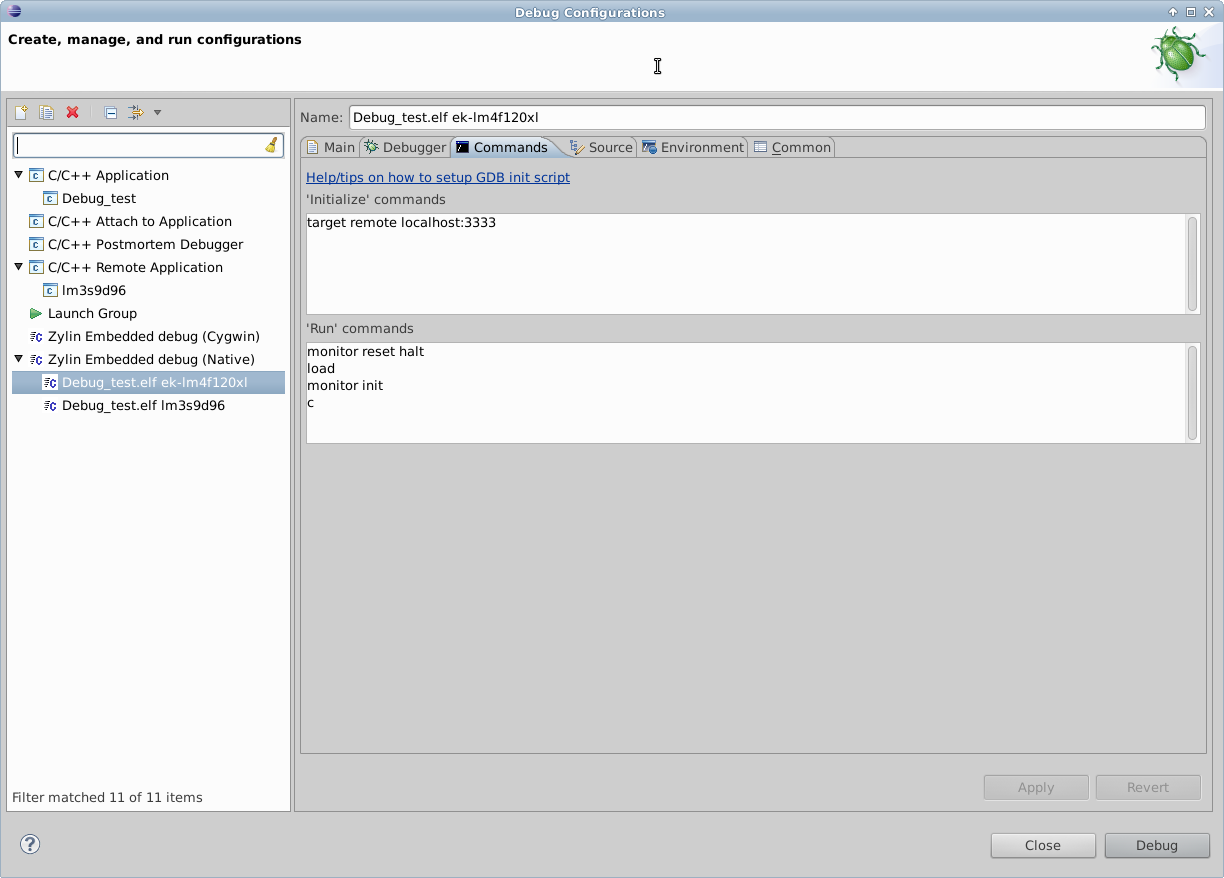 Debug Configurations
Create, manage, and run configurations
Name: Debug_test.elf ek-lm4f120xl
Main Debugger Commands Source Environment Common
C/C++ Application
Debug_test
C/C++ Attach to Application
C/C++ Postmortem Debugger
C/C++ Remote Application
lm3s9d96
Launch Group
Zylin Embedded debug (Cygwin)
Zylin Embedded debug (Native)
Debug_test.elf ek-lm4f120xl
Debug_test.elf lm3s9d96
Filter matched 11 of 11 items
Help/tips on how to setup GDB init script
'Initialize' commands
target remote localhost:3333
'Run' commands
monitor reset halt
load
monitor init
c
Apply Revert
? Close Debug